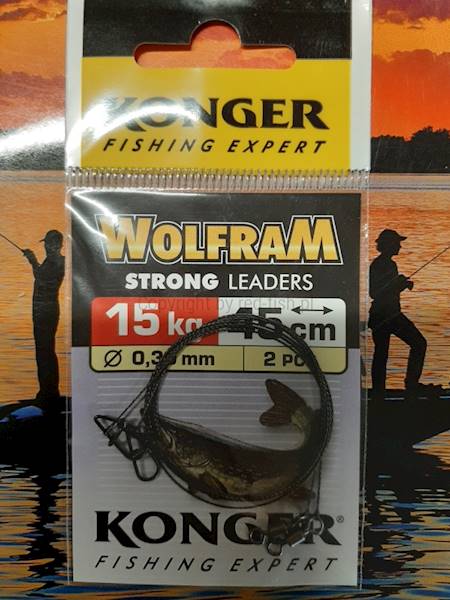 KONGER
FISHING EXPERT
WOLFRAM
STRONG LEADERS
copyright by red-fish.pl
15 kg 45 cm
Ø mm 2
KONGER®
FISHING EXPERT